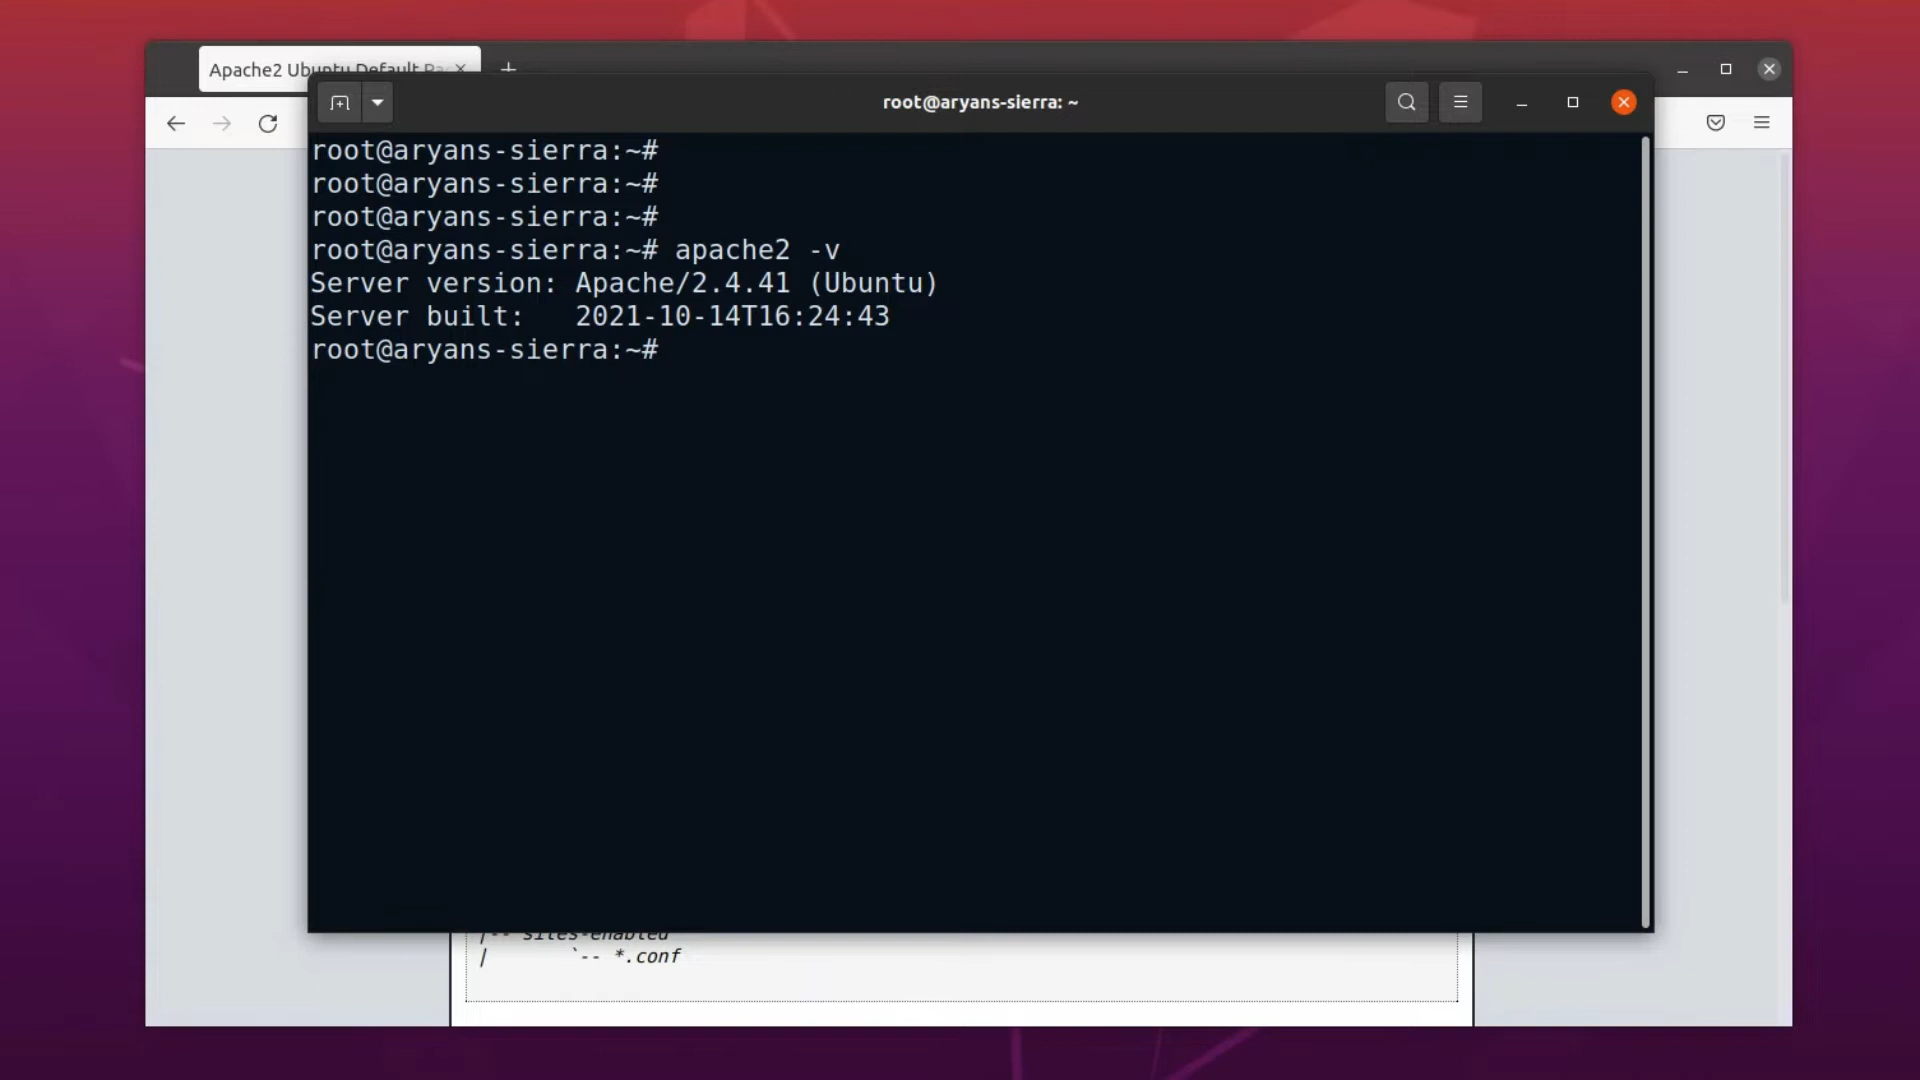 Apache2 Ubuntu Default Pa
root@aryans-sierra: ~
root@aryans-sierra:~#
root@aryans-sierra:~#
root@aryans-sierra:~#
root@aryans-sierra:~# apache2 -v
Server version: Apache/2.4.41 (Ubuntu)
Server built:   2021-10-14T16:24:43
root@aryans-sierra:~#
|-- sites-enabled
|       `-- *.conf